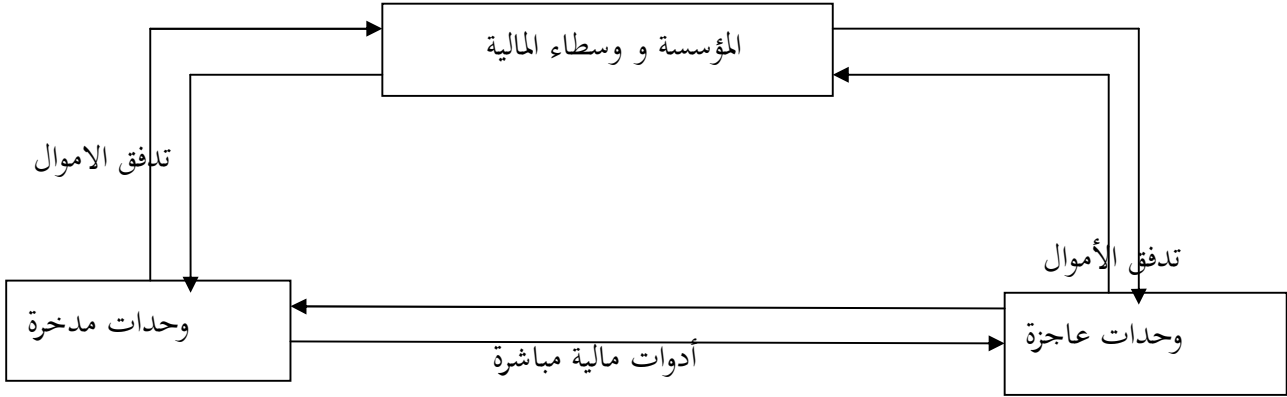 المؤسسة و وسطاء المالية
تدفق الاموال
تدفق الأموال
وحدات مدخرة
وحدات عاجزة
أدوات مالية مباشرة